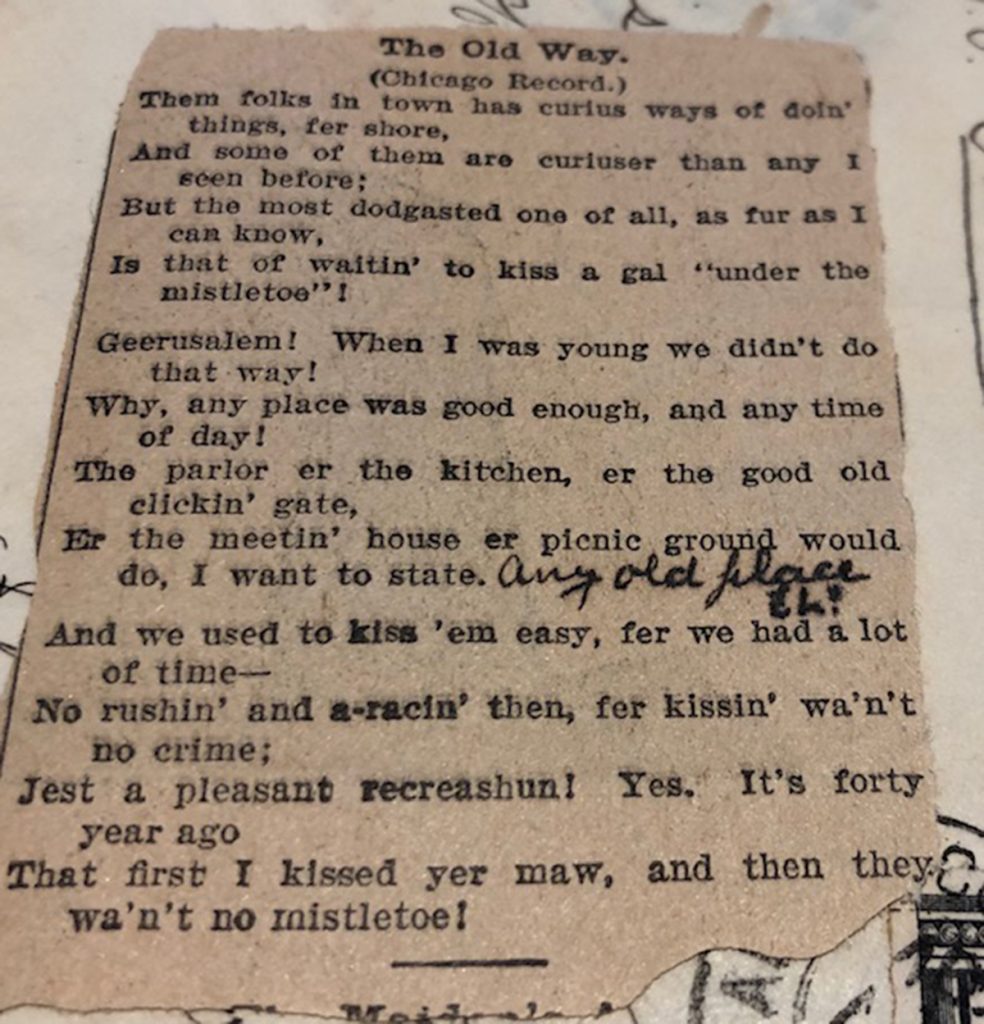 The Old Way.
(Chicago Record.)
Them folks in town has curius ways of doin'
things, fer shore,
And some of them are curiuser than any I
seen before;
But the most dodgasted one of all, as fur as I
can know,
Is that of waitin' to kiss a gal "under the
mistletoe"!
Geerusalem! When I was young we didn't do
that way!
Why, any place was good enough, and any time
of day!
The parlor er the kitchen, er the good old
clickin' gate,
Er the meetin' house er picnic ground would
do, I want to state. Any old place
eh!
And we used to kiss 'em easy, fer we had a lot
of time—
No rushin' and a-racin' then, fer kissin' wa'n't
no crime;
Jest a pleasant recreashun! Yes. It's forty
year ago
That first I kissed yer maw, and then they
wa'n't no mistletoe!